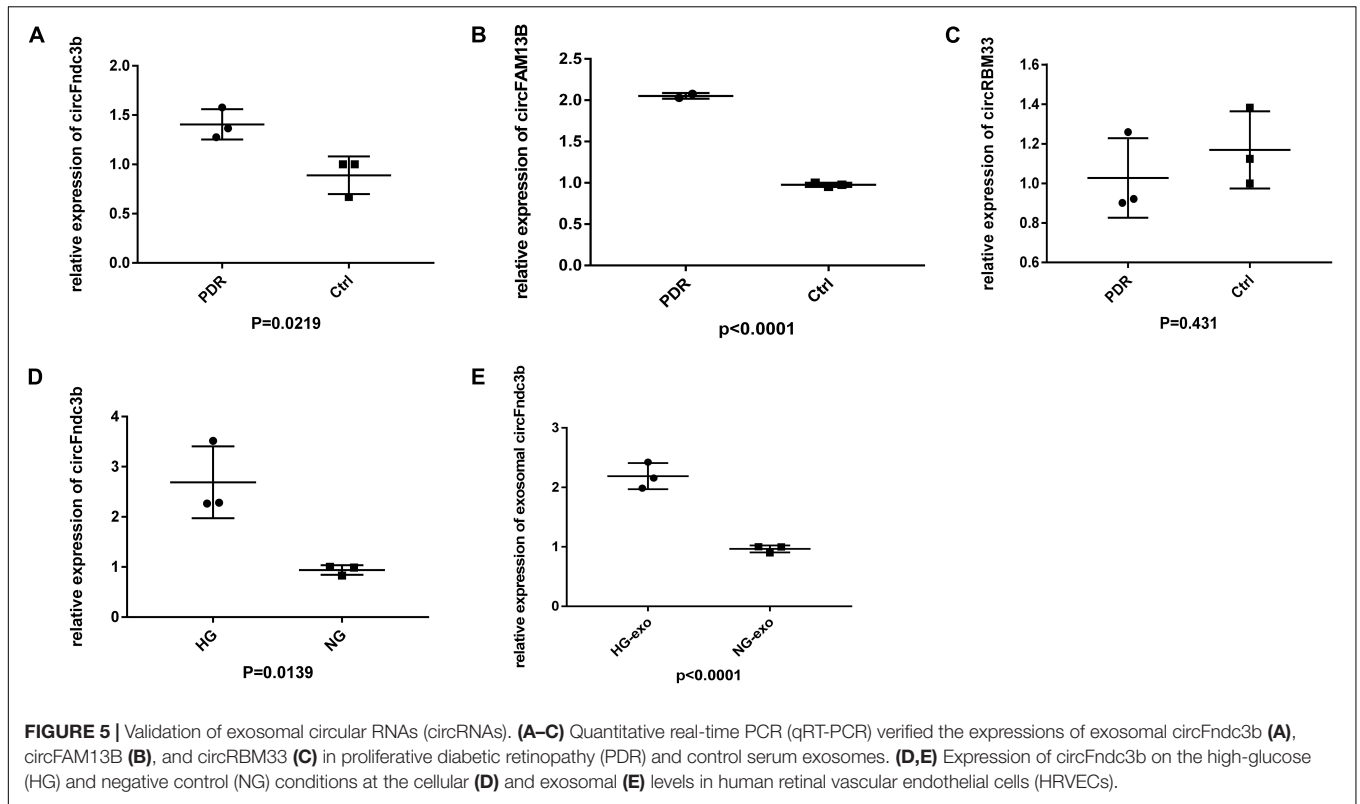 A
relative expression of circFndc3b
2.0
1.5
1.0
0.5
0.0
PDR
Ctrl
P=0.0219
B
relative expression of circFAM13B
2.5
2.0
1.5
1.0
0.5
0.0
PDR
Ctrl
p<0.0001
C
relative expression of circRBM33
1.6
1.4
1.2
1.0
0.8
0.6
PDR
Ctrl
P=0.431
D
relative expression of circFndc3b
4
3
2
1
0
HG
NG
P=0.0139
E
relative expression of exosomal circFndc3b
3
2
1
0
HG-exo
NG-exo
p<0.0001
FIGURE 5 | Validation of exosomal circular RNAs (circRNAs). (A–C) Quantitative real-time PCR (qRT-PCR) verified the expressions of exosomal circFndc3b (A),
circFAM13B (B), and circRBM33 (C) in proliferative diabetic retinopathy (PDR) and control serum exosomes. (D,E) Expression of circFndc3b on the high-glucose
(HG) and negative control (NG) conditions at the cellular (D) and exosomal (E) levels in human retinal vascular endothelial cells (HRVECs).